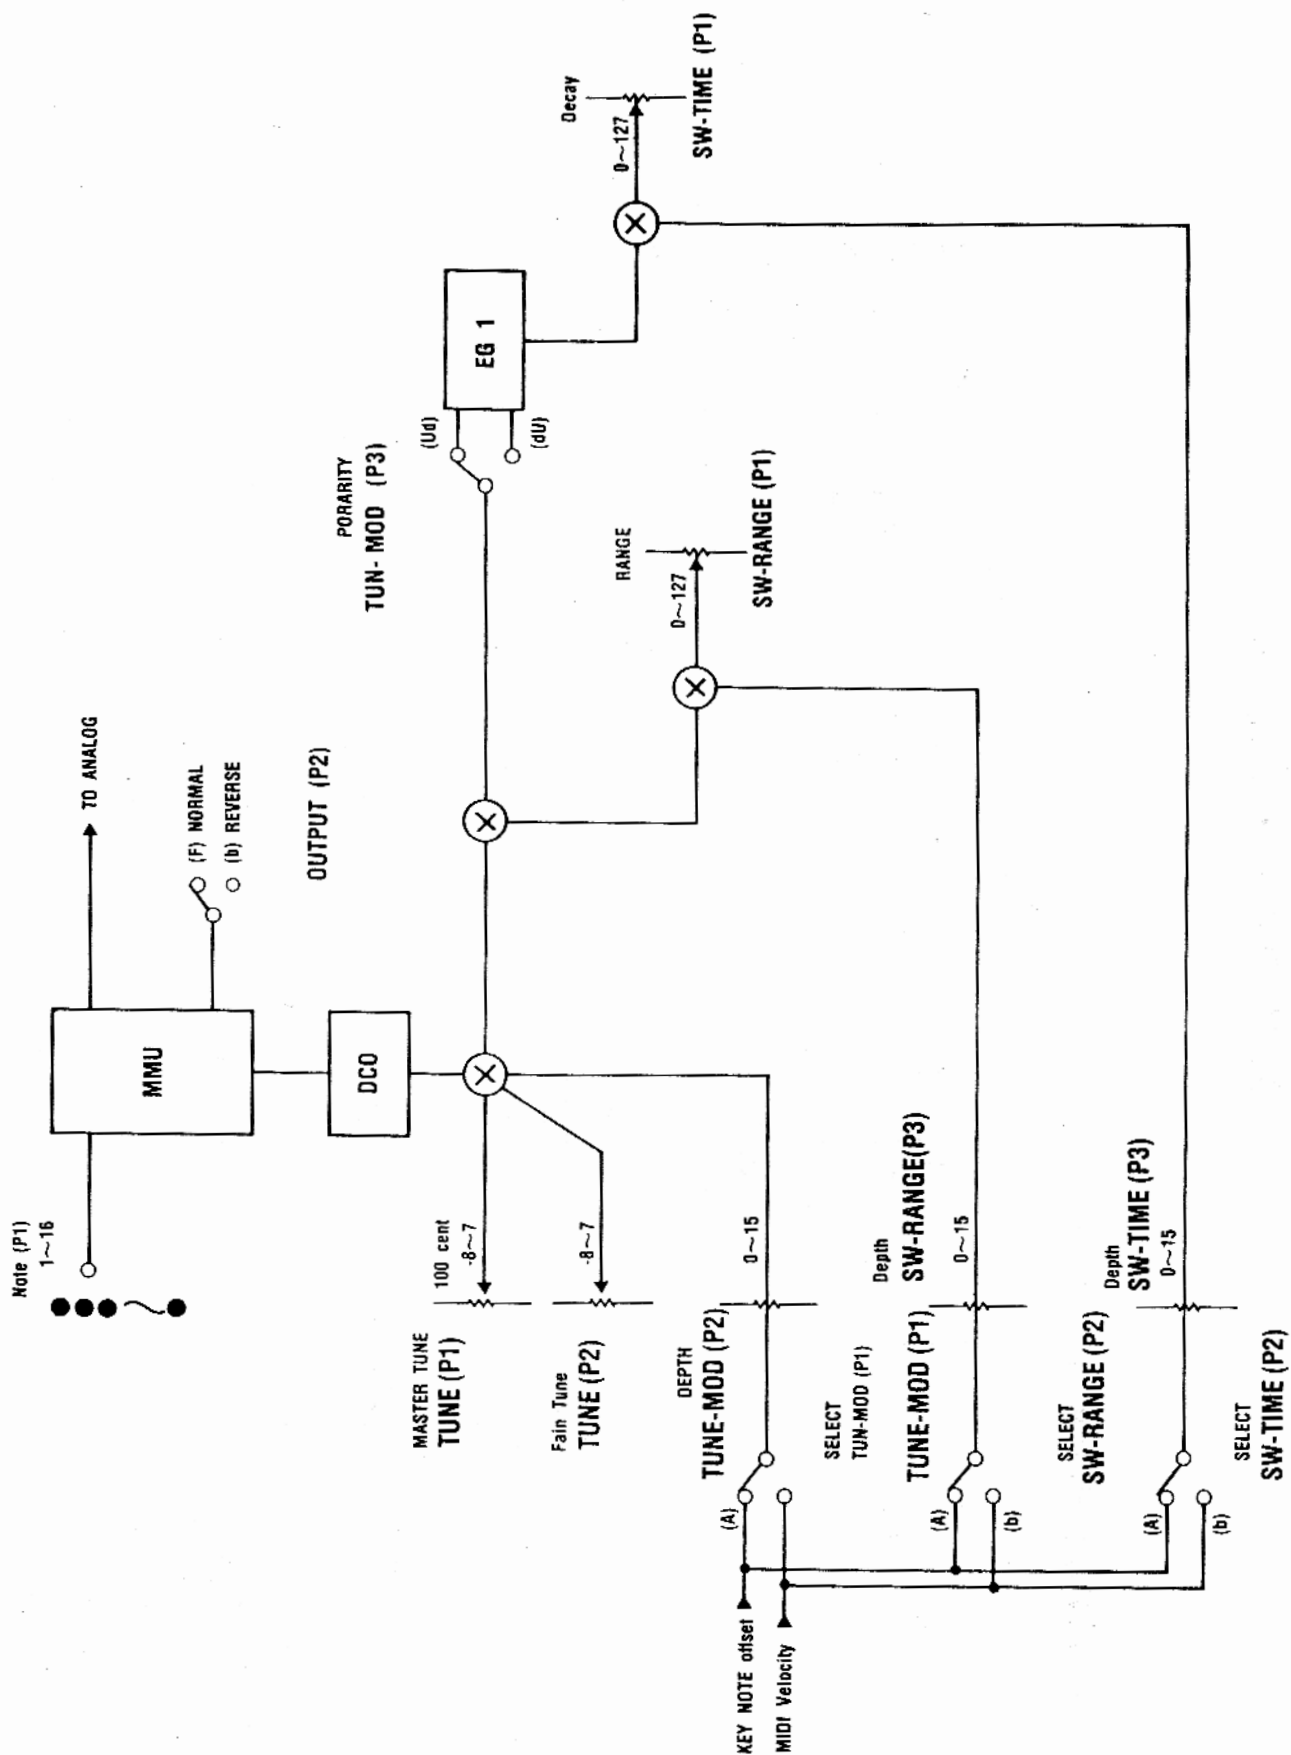 Note (P1)
1～16
MMU
TO ANALOG
(F) NORMAL
(b) REVERSE
OUTPUT (P2)
DCO
MASTER TUNE
TUNE (P1)
100 cent
-8～7
Fain Tune
TUNE (P2)
-8～7
PORARITY
TUN- MOD (P3)
(Ud)
(dU)
EG 1
Decay
0～127
SW-TIME (P1)
RANGE
0～127
SW-RANGE (P1)
DEPTH
TUNE-MOD (P2)
0～15
SELECT
TUN-MOD (P1)
Depth
SW-RANGE(P3)
0～15
TUNE-MOD (P1)
SELECT
SW-RANGE (P2)
Depth
SW-TIME (P3)
0～15
SELECT
SW-TIME (P2)
(A)
(A)
(b)
(A)
(b)
KEY NOTE offset
MIDI Velocity